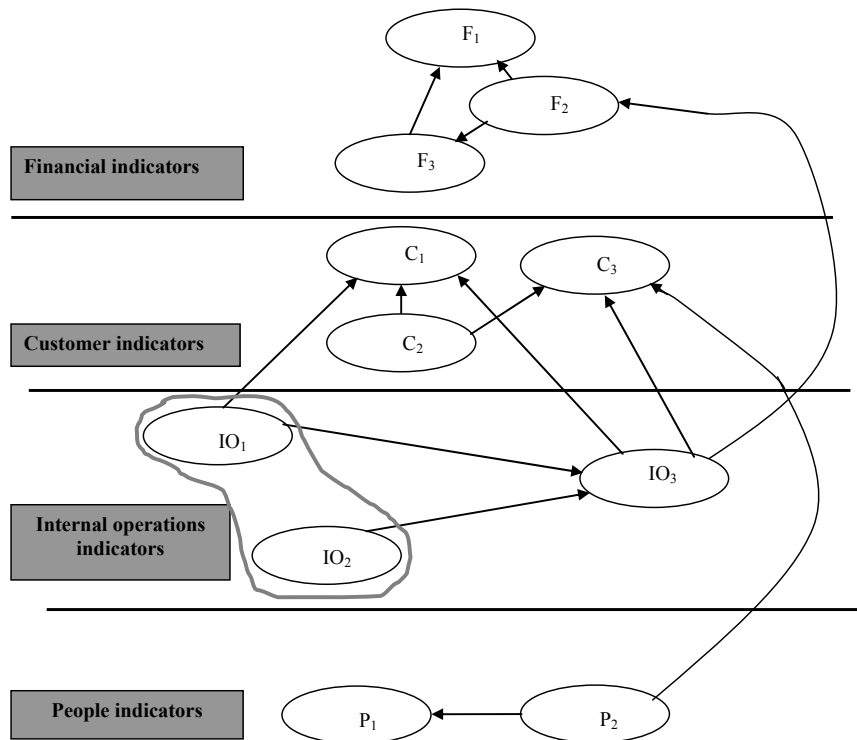 F₁
F₂
F₃
Financial indicators
C₁
C₃
C₂
Customer indicators
IO₁
IO₃
Internal operations
indicators
IO₂
People indicators
P₁
P₂